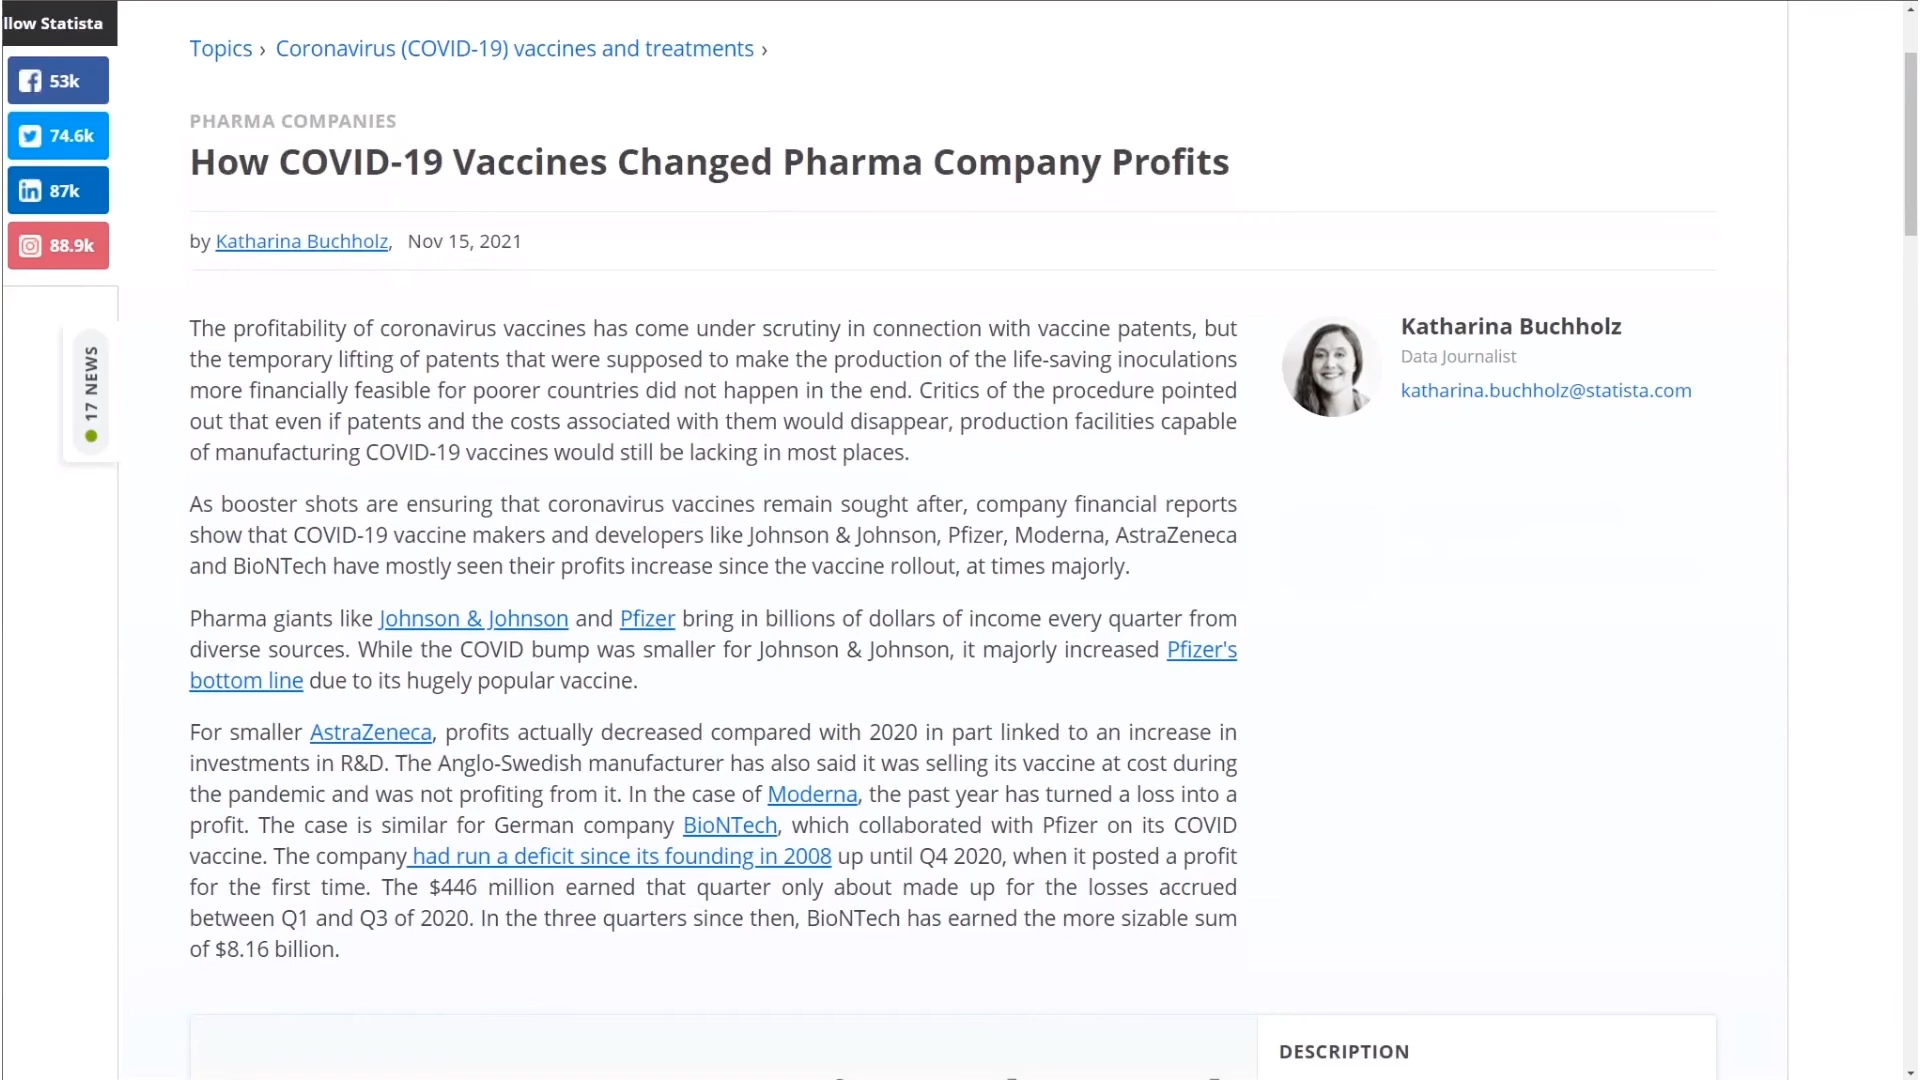 llow Statista
53k
74.6k
87k
88.9k
17 NEWS
Topics › Coronavirus (COVID-19) vaccines and treatments ›
PHARMA COMPANIES
How COVID-19 Vaccines Changed Pharma Company Profits
by Katharina Buchholz, Nov 15, 2021
The profitability of coronavirus vaccines has come under scrutiny in connection with vaccine patents, but
the temporary lifting of patents that were supposed to make the production of the life-saving inoculations
more financially feasible for poorer countries did not happen in the end. Critics of the procedure pointed
out that even if patents and the costs associated with them would disappear, production facilities capable
of manufacturing COVID-19 vaccines would still be lacking in most places.
As booster shots are ensuring that coronavirus vaccines remain sought after, company financial reports
show that COVID-19 vaccine makers and developers like Johnson & Johnson, Pfizer, Moderna, AstraZeneca
and BioNTech have mostly seen their profits increase since the vaccine rollout, at times majorly.
Pharma giants like Johnson & Johnson and Pfizer bring in billions of dollars of income every quarter from
diverse sources. While the COVID bump was smaller for Johnson & Johnson, it majorly increased Pfizer's
bottom line due to its hugely popular vaccine.
For smaller AstraZeneca, profits actually decreased compared with 2020 in part linked to an increase in
investments in R&D. The Anglo-Swedish manufacturer has also said it was selling its vaccine at cost during
the pandemic and was not profiting from it. In the case of Moderna, the past year has turned a loss into a
profit. The case is similar for German company BioNTech, which collaborated with Pfizer on its COVID
vaccine. The company had run a deficit since its founding in 2008 up until Q4 2020, when it posted a profit
for the first time. The $446 million earned that quarter only about made up for the losses accrued
between Q1 and Q3 of 2020. In the three quarters since then, BioNTech has earned the more sizable sum
of $8.16 billion.
Katharina Buchholz
Data Journalist
katharina.buchholz@statista.com
DESCRIPTION